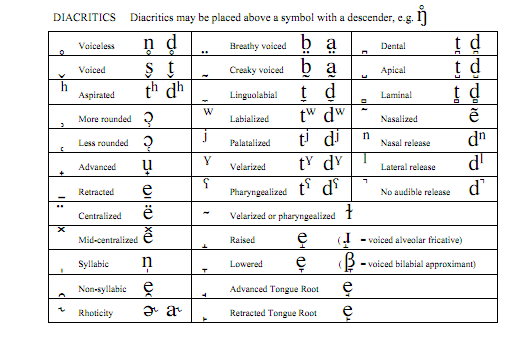 DIACRITICS Diacritics may be placed above a symbol with a descender, e.g. ŋ̊
̥ Voiceless n̥ d̥ ̤ Breathy voiced b̤ a̤ ̪ Dental t̪ d̪
̬ Voiced s̬ t̬ ̰ Creaky voiced b̰ a̰ ̺ Apical t̺ d̺
ʰ Aspirated tʰ dʰ ̼ Linguolabial t̼ d̼ ̻ Laminal t̻ d̻
̹ More rounded ɔ̹ ʷ Labialized tʷ dʷ ̃ Nasalized ẽ
̜ Less rounded ɔ̜ ʲ Palatalized tʲ dʲ ⁿ Nasal release dⁿ
̟ Advanced u̟ ˠ Velarized tˠ dˠ ˡ Lateral release dˡ
̠ Retracted e̠ ˤ Pharyngealized tˤ dˤ ̚ No audible release d̚
̈ Centralized ë ̴ Velarized or pharyngealized ɫ
̽ Mid-centralized e̽ ̝ Raised e̝ (ɹ̝ = voiced alveolar fricative)
̩ Syllabic n̩ ̞ Lowered e̞ (β̞ = voiced bilabial approximant)
̯ Non-syllabic e̯ ̘ Advanced Tongue Root e̘
˞ Rhoticity ɚ a˞ ̙ Retracted Tongue Root e̙